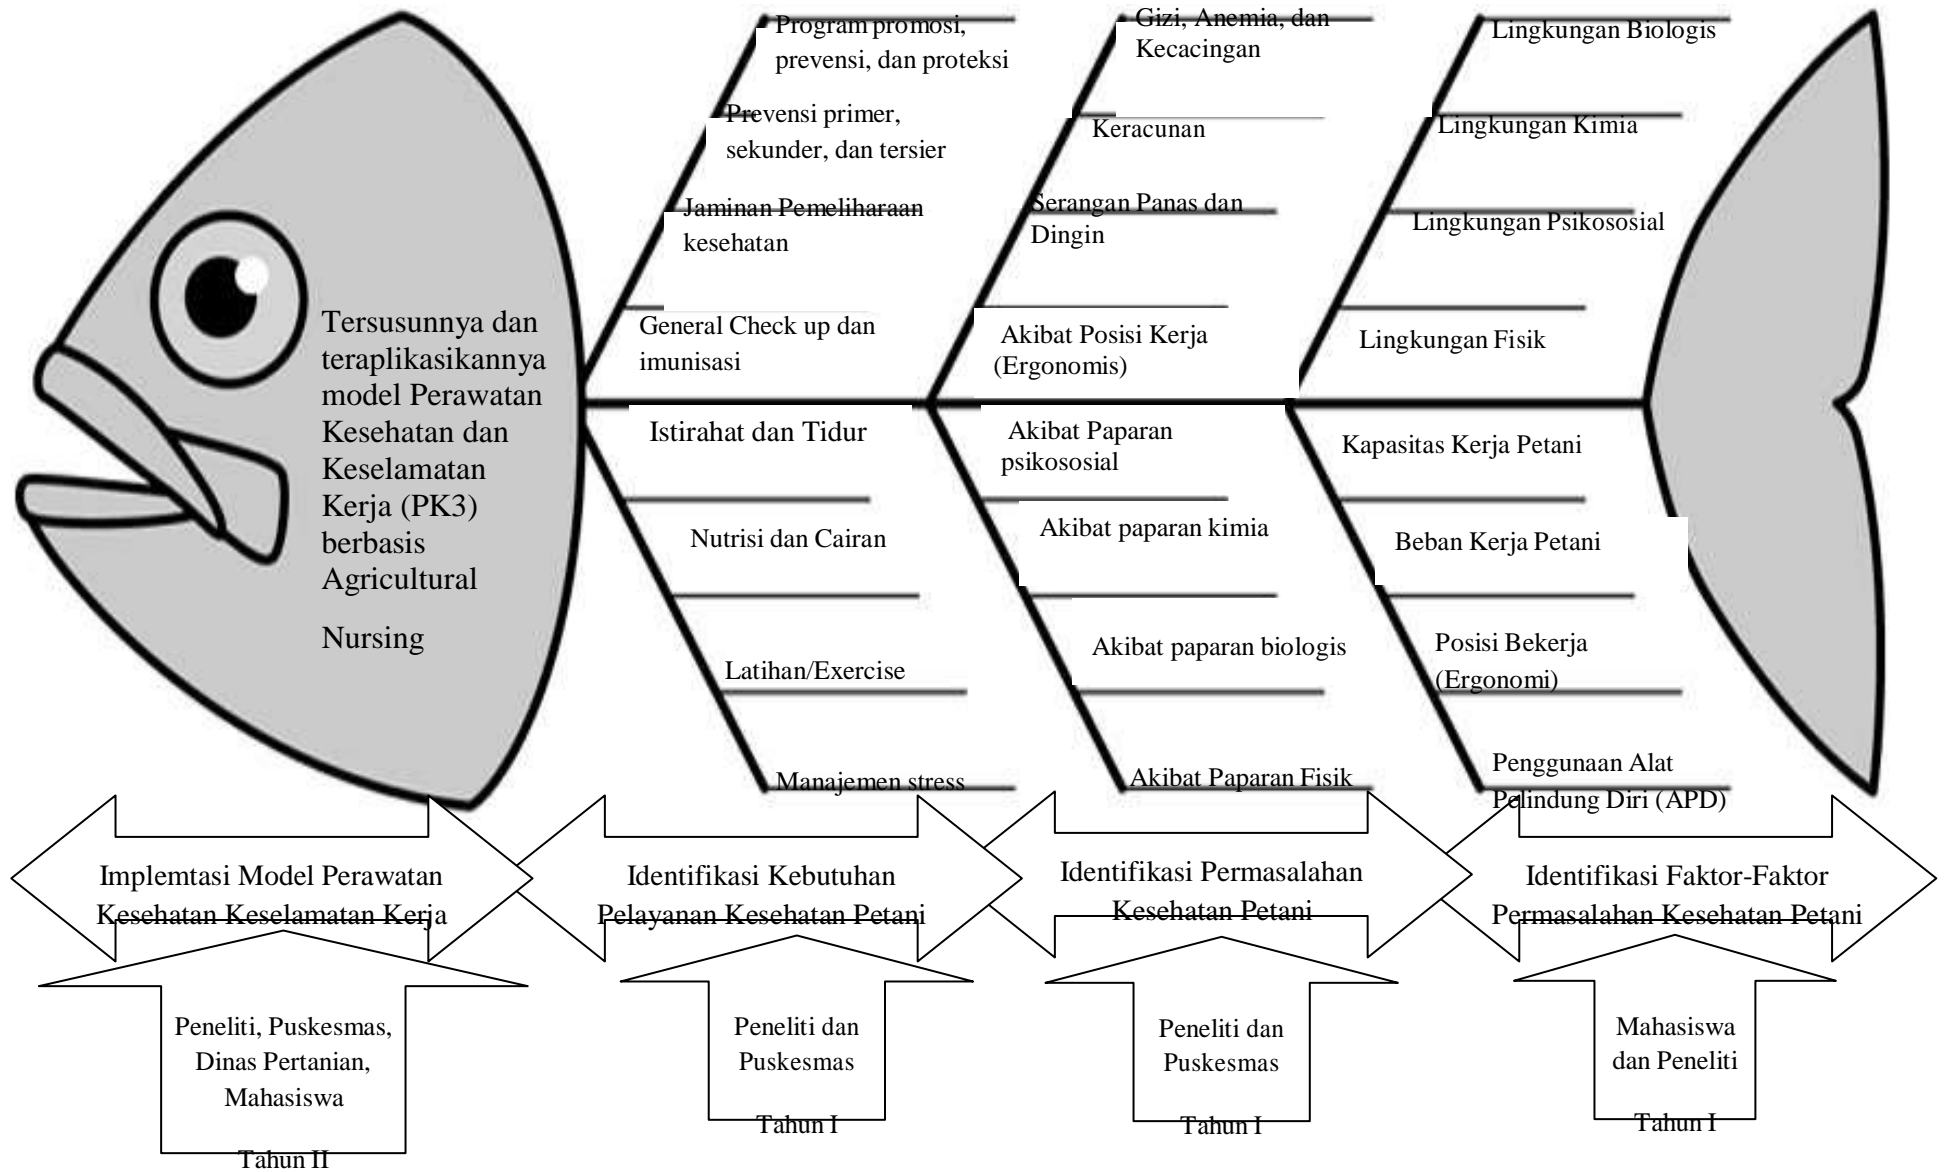 Tersusunnya dan
teraplikasikannya
model Perawatan
Kesehatan dan
Keselamatan
Kerja (PK3)
berbasis
Agricultural
Nursing
Program promosi,
prevensi, dan proteksi
Prevensi primer,
sekunder, dan tersier
Jaminan Pemeliharaan
kesehatan
General Check up dan
imunisasi
Istirahat dan Tidur
Nutrisi dan Cairan
Latihan/Exercise
Manajemen stress
Gizi, Anemia, dan
Kecacingan
Keracunan
Serangan Panas dan
Dingin
Akibat Posisi Kerja
(Ergonomis)
Akibat Paparan
psikososial
Akibat paparan kimia
Akibat paparan biologis
Akibat Paparan Fisik
Lingkungan Biologis
Lingkungan Kimia
Lingkungan Psikososial
Lingkungan Fisik
Kapasitas Kerja Petani
Beban Kerja Petani
Posisi Bekerja
(Ergonomi)
Penggunaan Alat
Pelindung Diri (APD)
Implemtasi Model Perawatan
Kesehatan Keselamatan Kerja
Identifikasi Kebutuhan
Pelayanan Kesehatan Petani
Identifikasi Permasalahan
Kesehatan Petani
Identifikasi Faktor-Faktor
Permasalahan Kesehatan Petani
Peneliti, Puskesmas,
Dinas Pertanian,
Mahasiswa
Tahun II
Peneliti dan
Puskesmas
Tahun I
Peneliti dan
Puskesmas
Tahun I
Mahasiswa
dan Peneliti
Tahun I